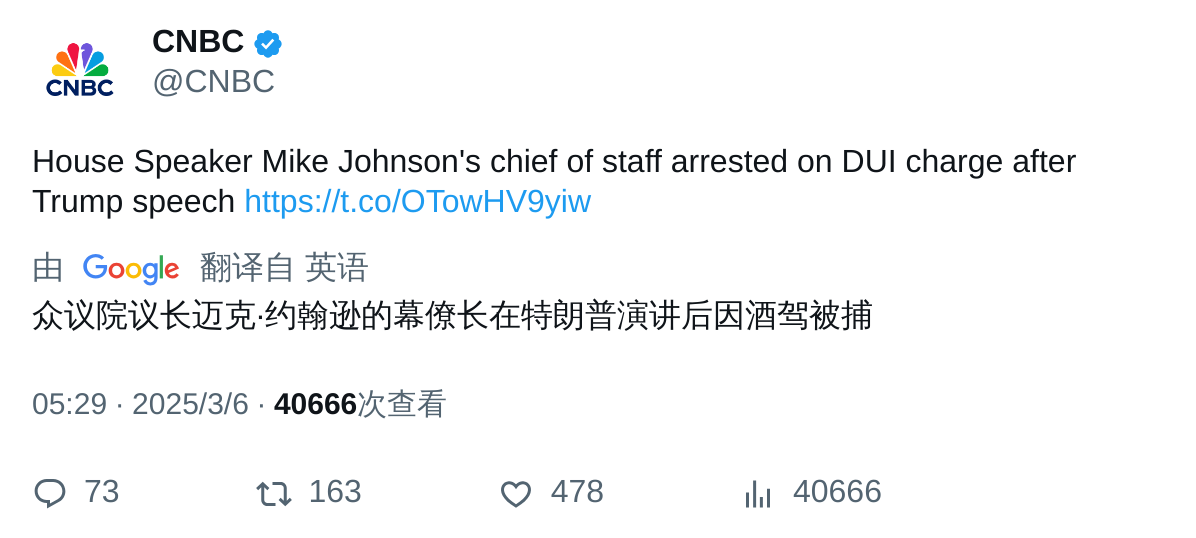 CNBC
CNBC
@CNBC
House Speaker Mike Johnson's chief of staff arrested on DUI charge after
Trump speech https://t.co/OTowHV9yiw
由 Google 翻译自 英语
众议院议长迈克·约翰逊的幕僚长在特朗普演讲后因酒驾被捕
05:29 · 2025/3/6 · 40666次查看
73 163 478 40666